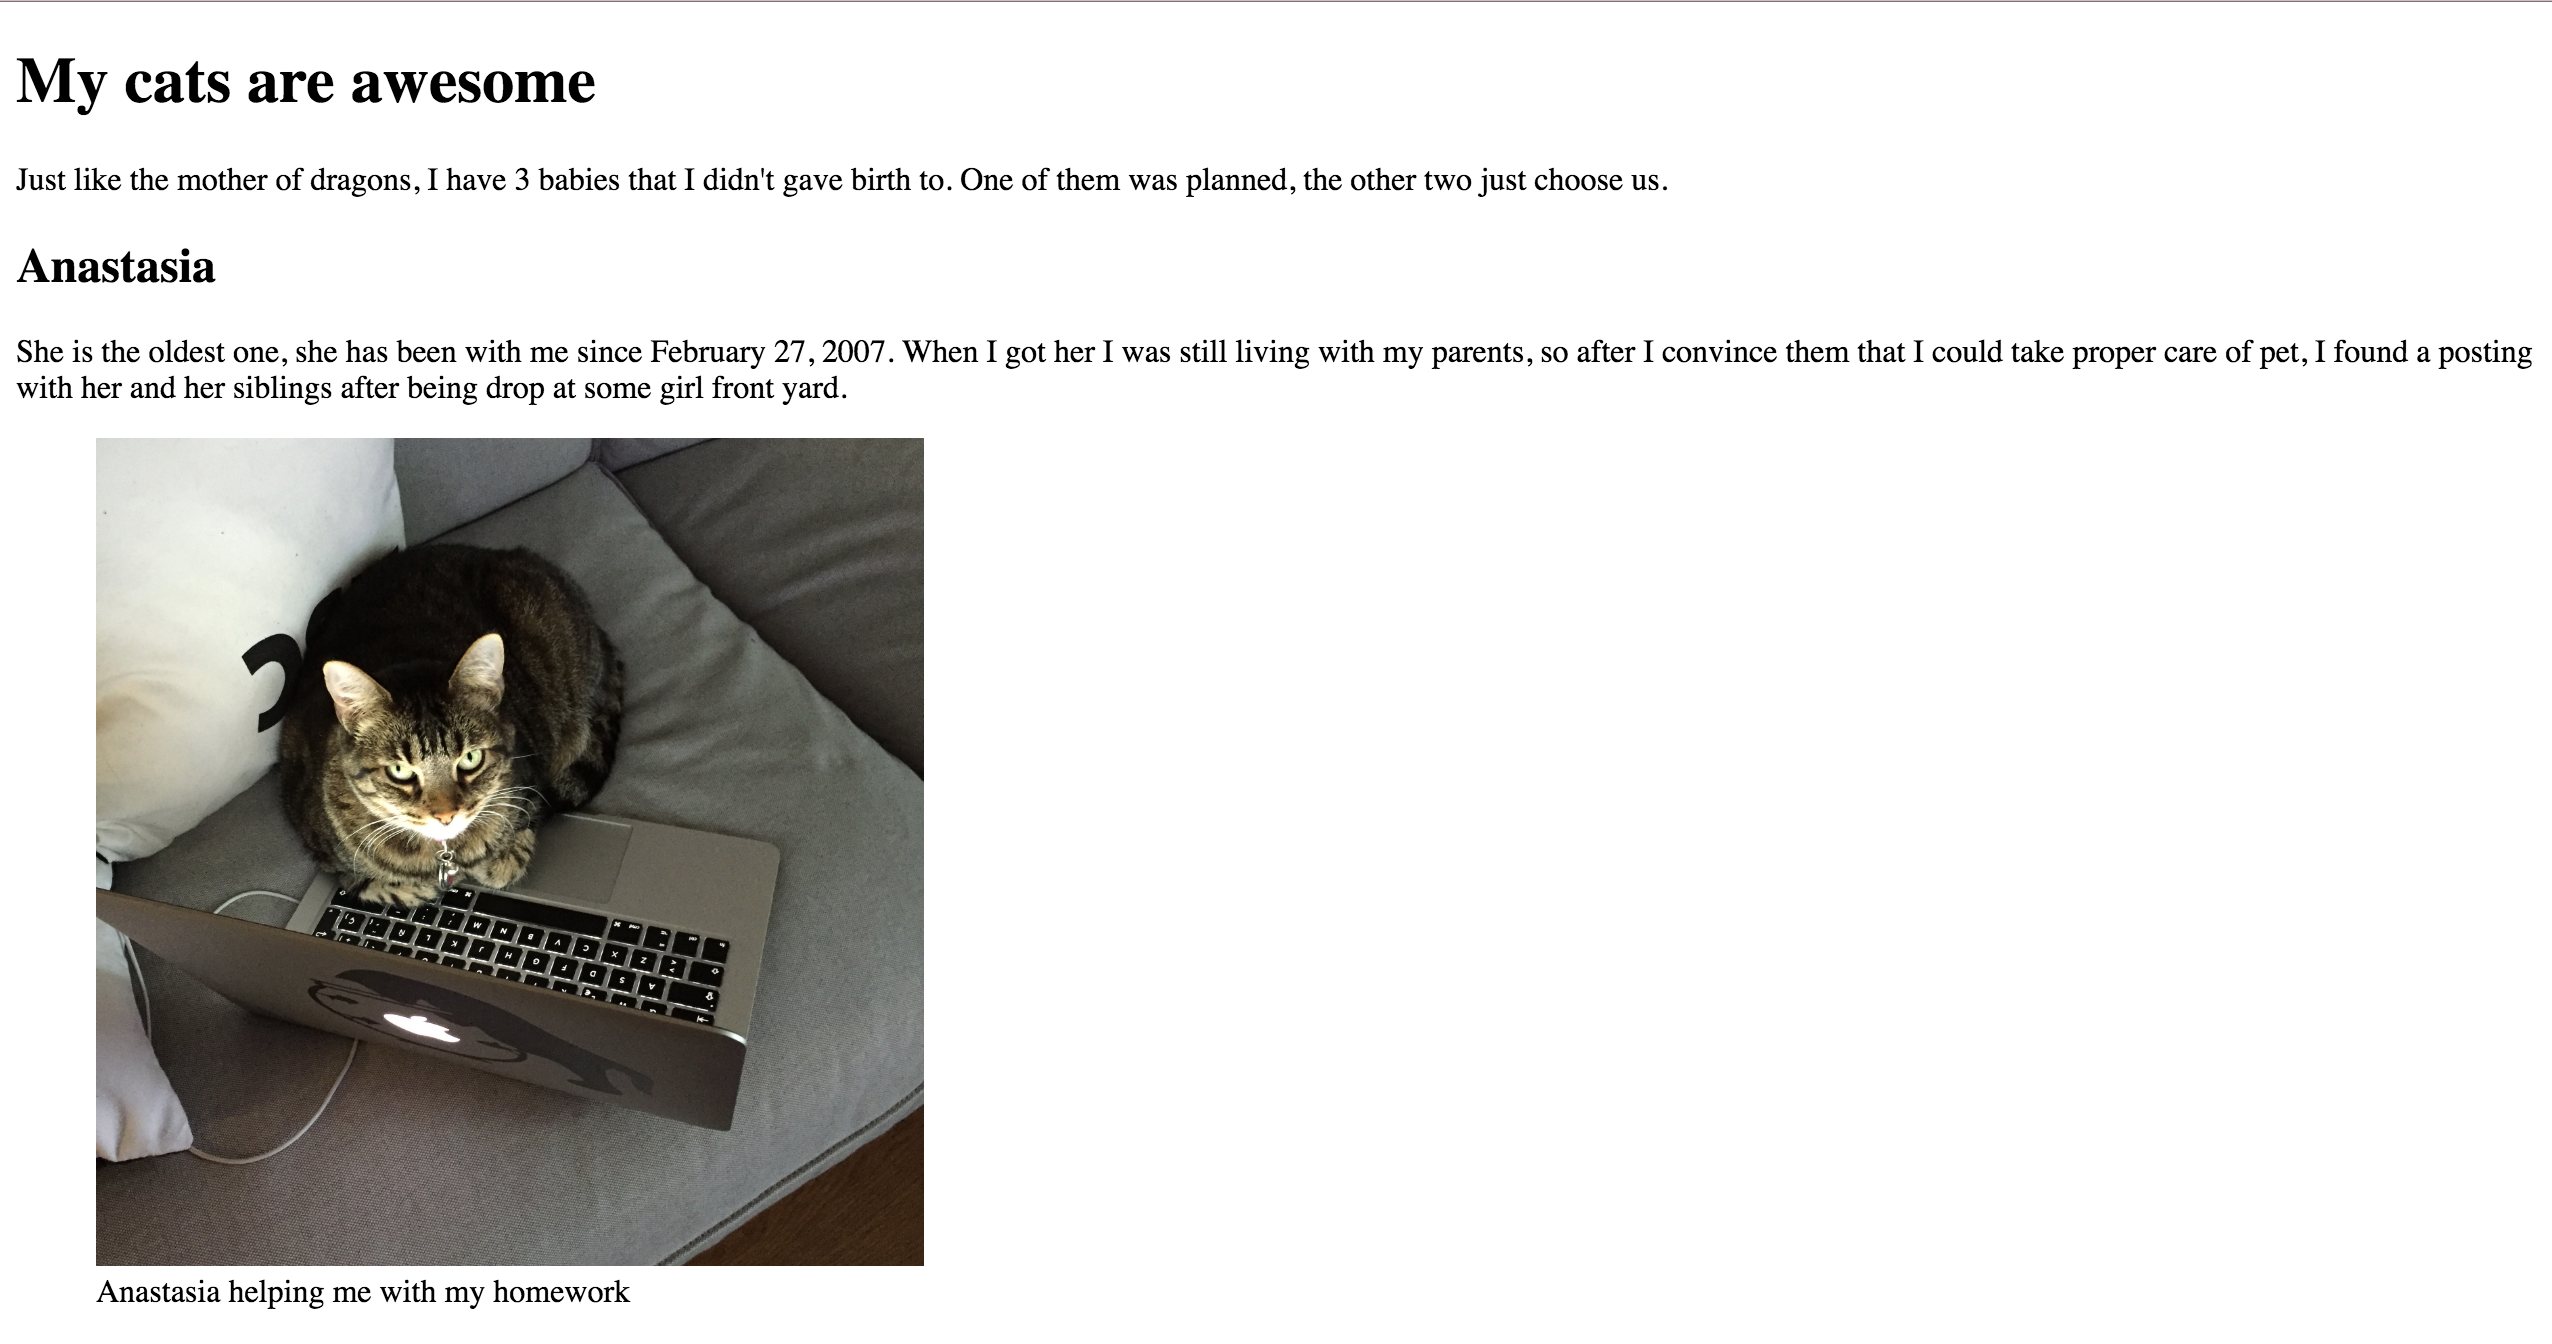 My cats are awesome
Just like the mother of dragons, I have 3 babies that I didn't gave birth to. One of them was planned, the other two just choose us.
Anastasia
She is the oldest one, she has been with me since February 27, 2007. When I got her I was still living with my parents, so after I convince them that I could take proper care of pet, I found a posting
with her and her siblings after being drop at some girl front yard.
Anastasia helping me with my homework